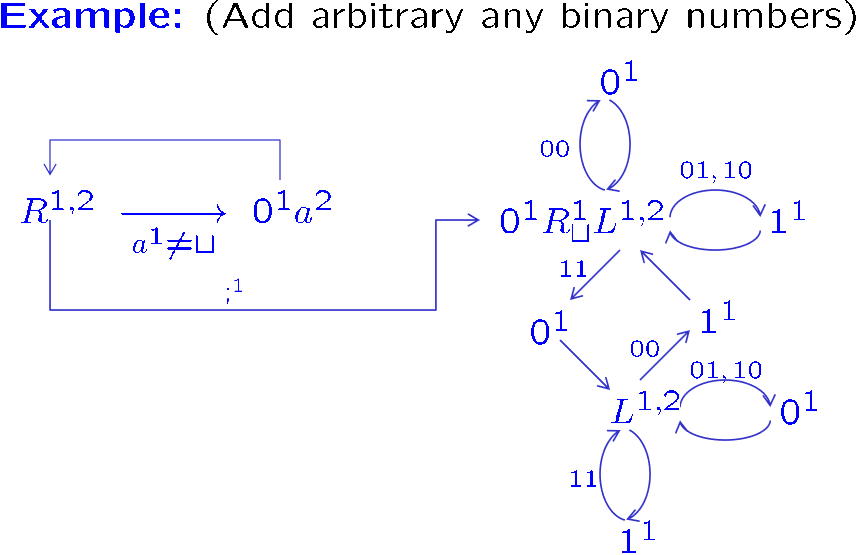 Example: (Add arbitrary any binary numbers)
0¹
00
01, 10
R¹,² 0¹a² 0¹R¹⊔L¹,² 1¹
a¹≠⊔
11
;¹
0¹ 1¹
00
01, 10
L¹,² 0¹
11
1¹